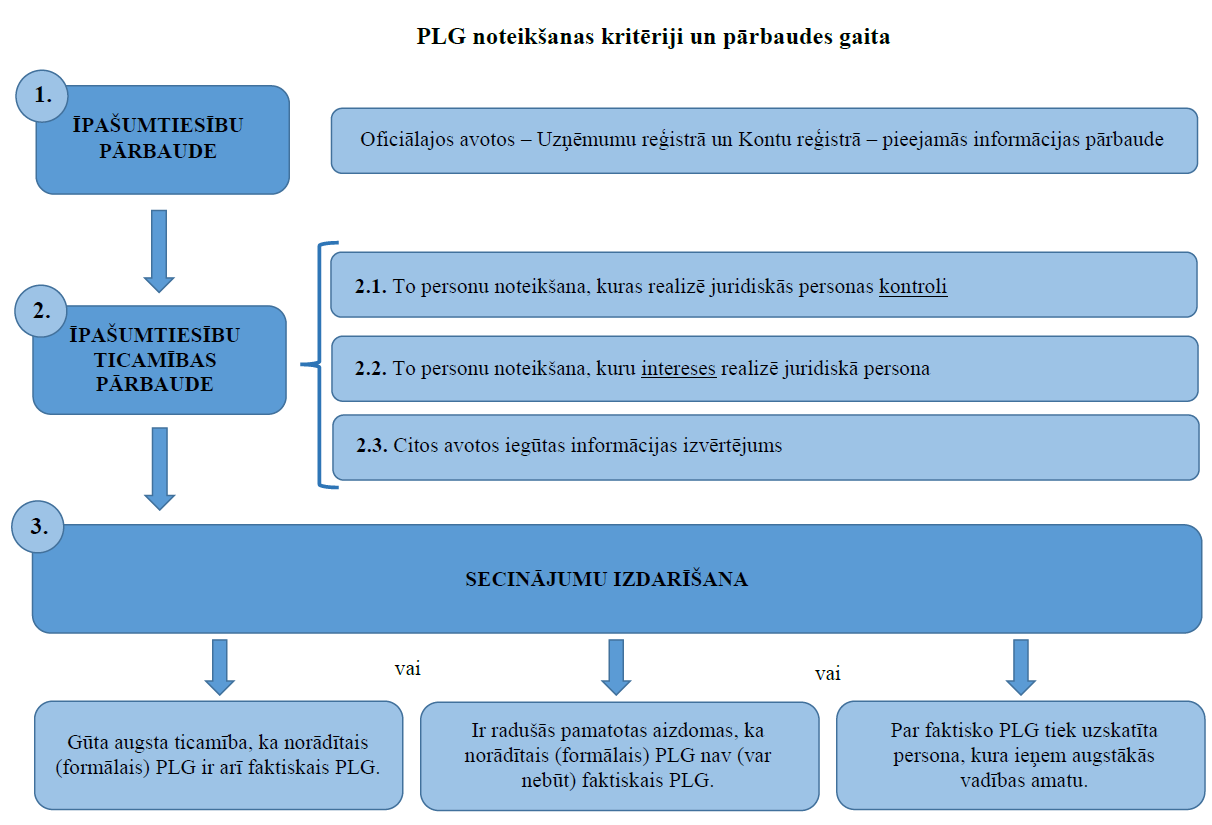 PLG noteikšanas kritēriji un pārbaudes gaita
1.
ĪPAŠUMTIESĪBU
PĀRBAUDE
Oficiālajos avotos – Uzņēmumu reģistrā un Kontu reģistrā – pieejamās informācijas pārbaude
2.
ĪPAŠUMTIESĪBU
TICAMĪBAS
PĀRBAUDE
2.1. To personu noteikšana, kuras realizē juridiskās personas kontroli
2.2. To personu noteikšana, kuru intereses realizē juridiskā persona
2.3. Citos avotos iegūtas informācijas izvērtējums
3.
SECINĀJUMU IZDARĪŠANA
vai
vai
Gūta augsta ticamība, ka norādītais
(formālais) PLG ir arī faktiskais PLG.
Ir radušās pamatotas aizdomas, ka
norādītais (formālais) PLG nav (var
nebūt) faktiskais PLG.
Par faktisko PLG tiek uzskatīta
persona, kura ieņem augstākās
vadības amatu.